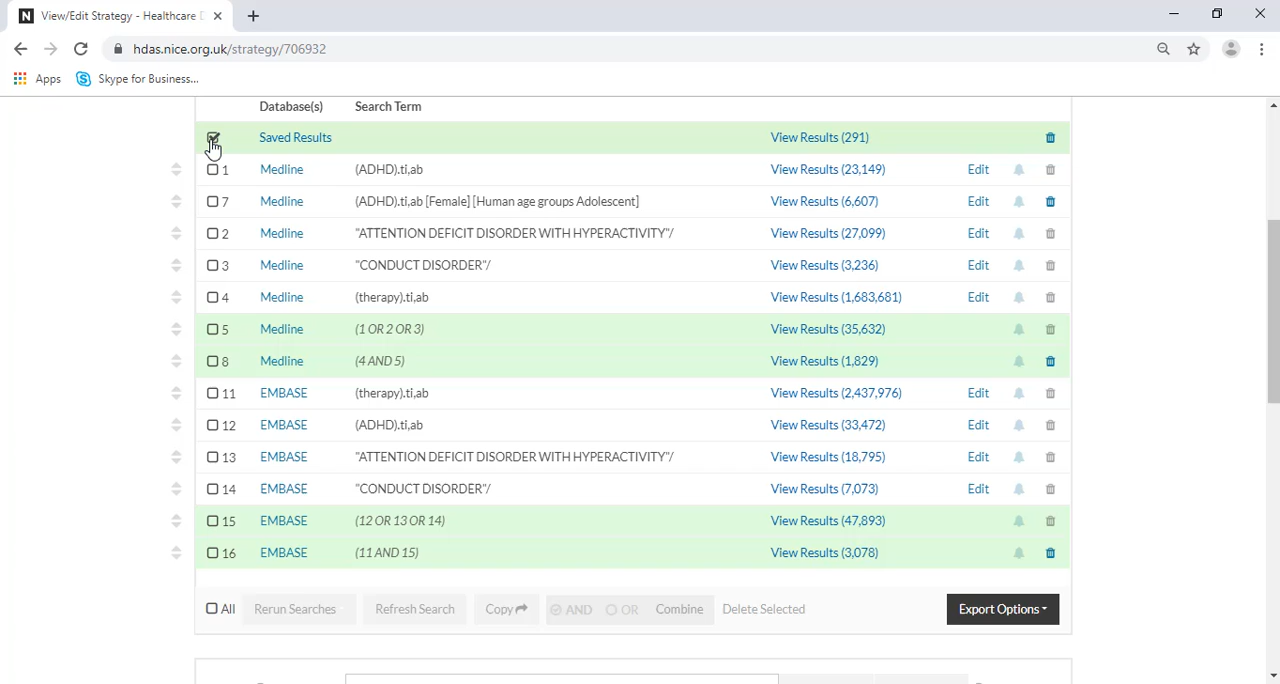 View/Edit Strategy - Healthcare D
hdas.nice.org.uk/strategy/706932
Apps Skype for Business...
Database(s) Search Term
Saved Results View Results (291)
1 Medline (ADHD).ti,ab View Results (23,149) Edit
7 Medline (ADHD).ti,ab [Female] [Human age groups Adolescent] View Results (6,607) Edit
2 Medline "ATTENTION DEFICIT DISORDER WITH HYPERACTIVITY"/ View Results (27,099) Edit
3 Medline "CONDUCT DISORDER"/ View Results (3,236) Edit
4 Medline (therapy).ti,ab View Results (1,683,681) Edit
5 Medline (1 OR 2 OR 3) View Results (35,632)
8 Medline (4 AND 5) View Results (1,829)
11 EMBASE (therapy).ti,ab View Results (2,437,976) Edit
12 EMBASE (ADHD).ti,ab View Results (33,472) Edit
13 EMBASE "ATTENTION DEFICIT DISORDER WITH HYPERACTIVITY"/ View Results (18,795) Edit
14 EMBASE "CONDUCT DISORDER"/ View Results (7,073) Edit
15 EMBASE (12 OR 13 OR 14) View Results (47,893)
16 EMBASE (11 AND 15) View Results (3,078)
All Rerun Searches Refresh Search Copy AND OR Combine Delete Selected Export Options